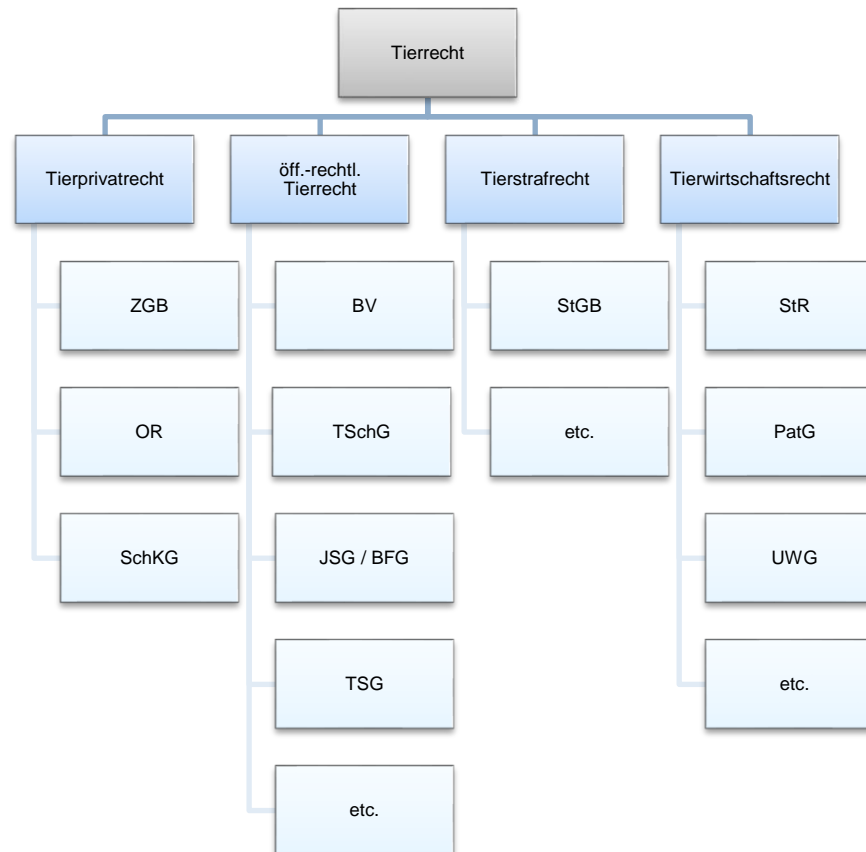 Tierrecht
Tierprivatrecht
öff.-rechtl.
Tierrecht
Tierstrafrecht
Tierwirtschaftsrecht
ZGB
BV
StGB
StR
OR
TSchG
etc.
PatG
SchKG
JSG / BFG
UWG
TSG
etc.
etc.